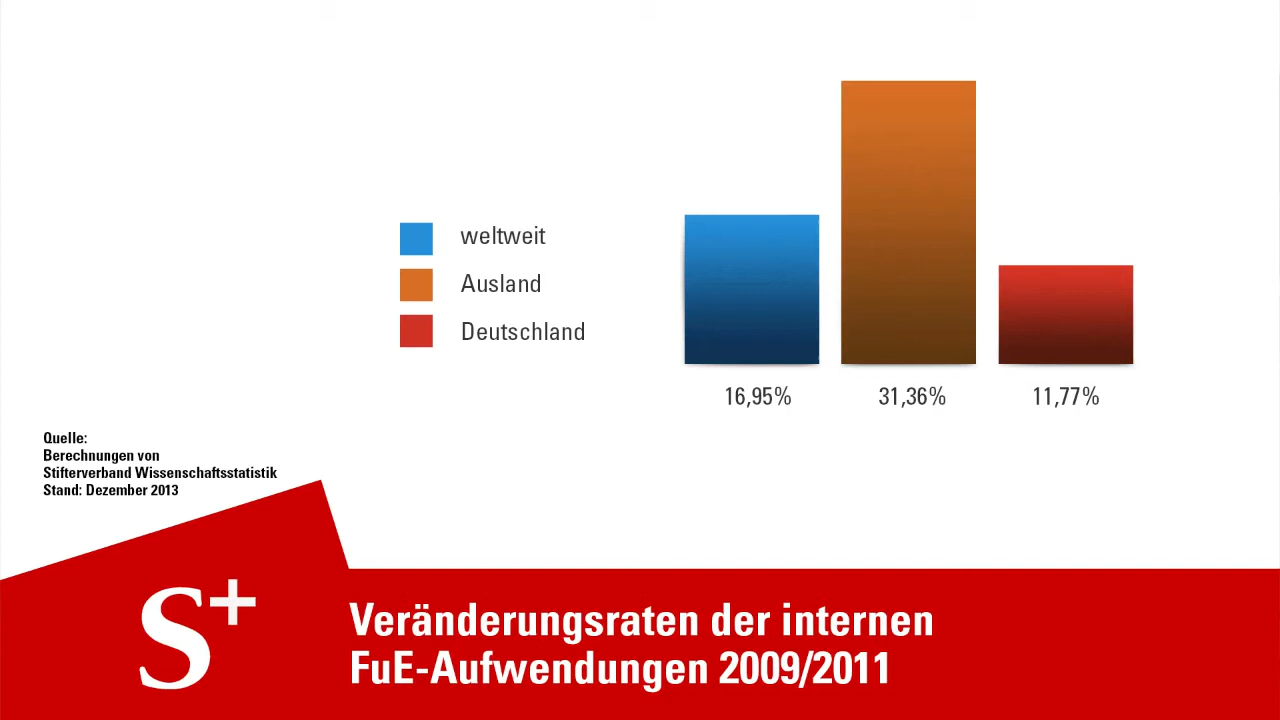 weltweit
Ausland
Deutschland
16,95% 31,36% 11,77%
Quelle:
Berechnungen von
Stifterverband Wissenschaftsstatistik
Stand: Dezember 2013
S+
Veränderungsraten der internen
FuE-Aufwendungen 2009/2011